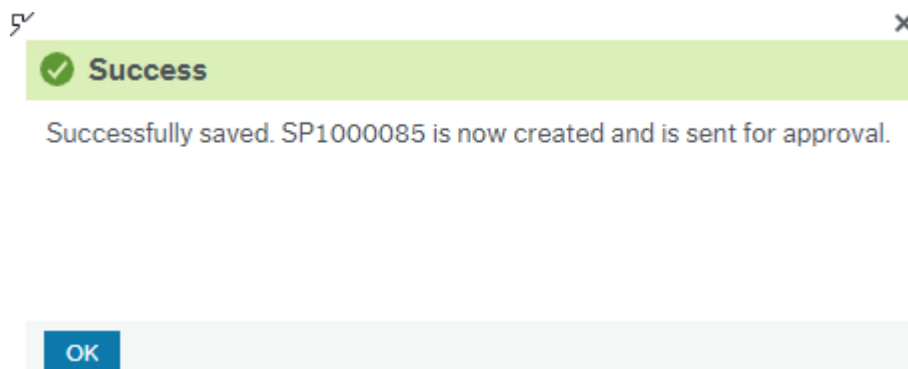 Success
Successfully saved. SP1000085 is now created and is sent for approval.
OK